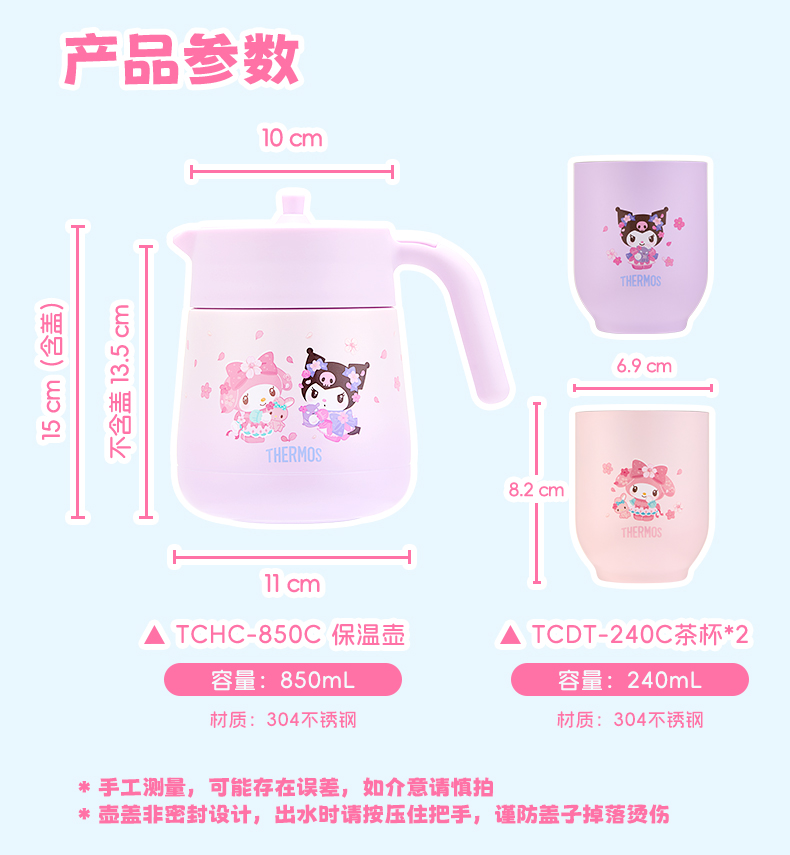 产品参数
10 cm
15 cm（含盖）
不含盖 13.5 cm
THERMOS
11 cm
▲ TCHC-850C 保温壶
容量：850mL
材质：304不锈钢
THERMOS
6.9 cm
8.2 cm
THERMOS
▲ TCDT-240C茶杯*2
容量：240mL
材质：304不锈钢
* 手工测量，可能存在误差，如介意请慎拍
* 壶盖非密封设计，出水时请按压住把手，谨防盖子掉落烫伤